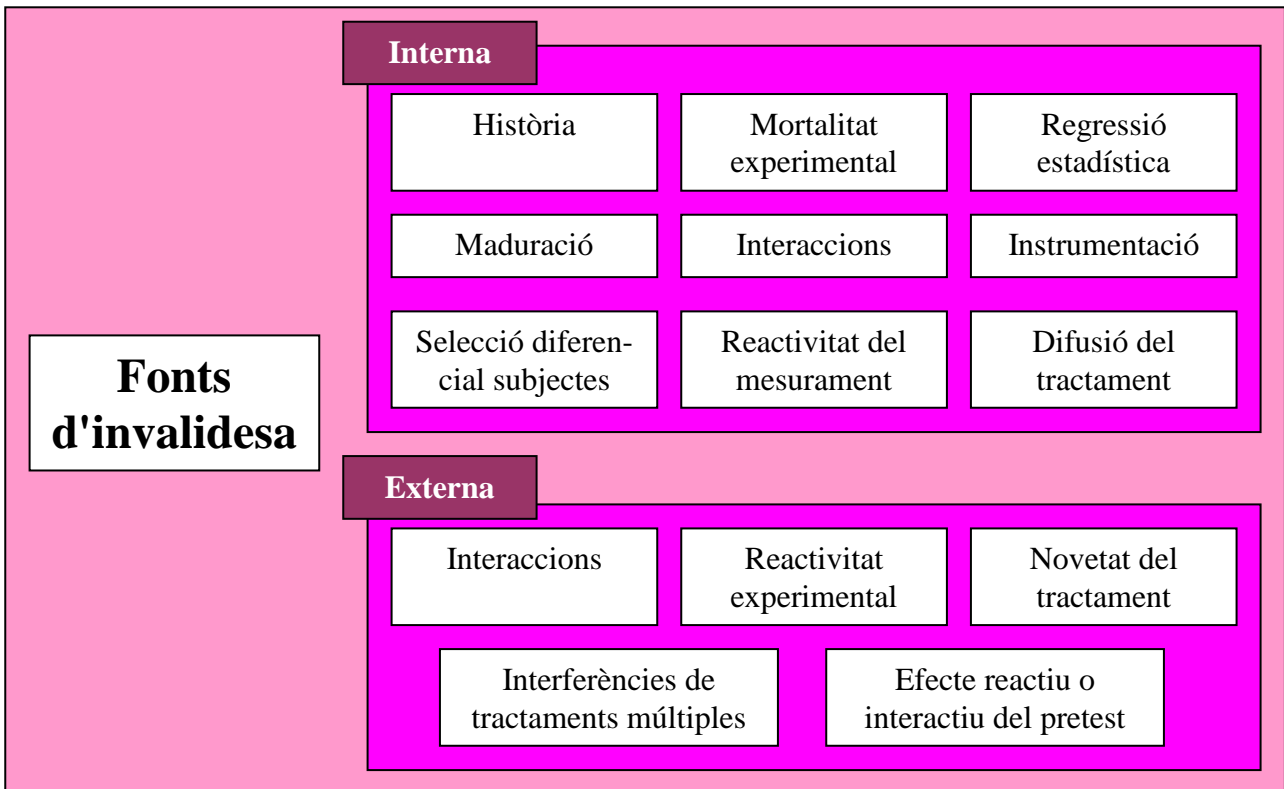 Fonts
d'invalidesa
Interna
Història
Mortalitat
experimental
Regressió
estadística
Maduració
Interaccions
Instrumentació
Selecció diferen-
cial subjectes
Reactivitat del
mesurament
Difusió del
tractament
Externa
Interaccions
Reactivitat
experimental
Novetat del
tractament
Interferències de
tractaments múltiples
Efecte reactiu o
interactiu del pretest